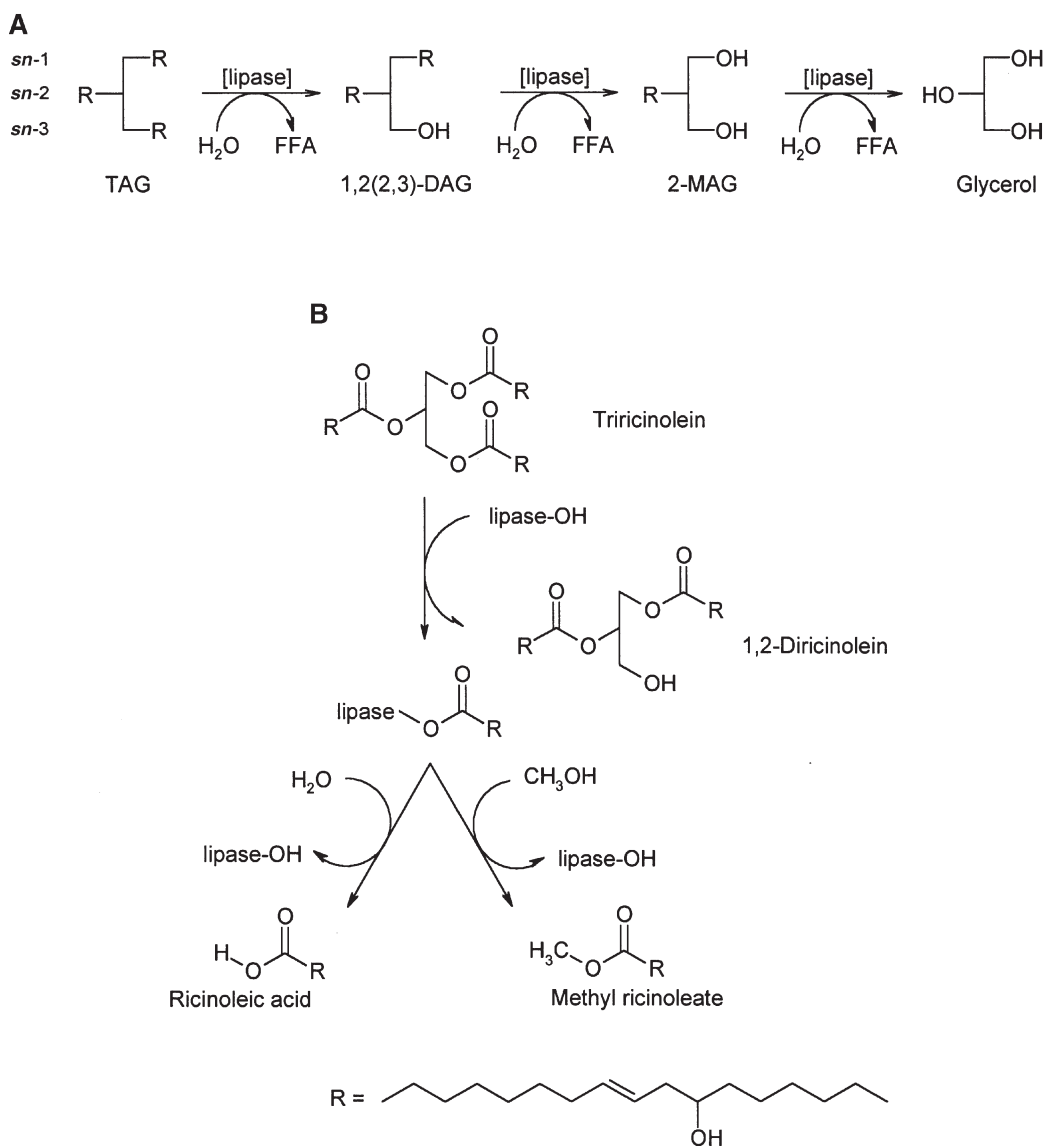 A
sn-1
sn-2
sn-3
R
R
R
[lipase]
H₂O
FFA
TAG
R
R
OH
[lipase]
H₂O
FFA
1,2(2,3)-DAG
OH
R
OH
[lipase]
H₂O
FFA
2-MAG
OH
HO
OH
Glycerol
B
O
O
R
O
R
O
O
R
O
Triricinolein
lipase-OH
O
O
R
O
R
O
OH
1,2-Diricinolein
lipase
O
O
R
H₂O
CH₃OH
lipase-OH
lipase-OH
H
O
O
R
Ricinoleic acid
H₃C
O
O
R
Methyl ricinoleate
R =
OH